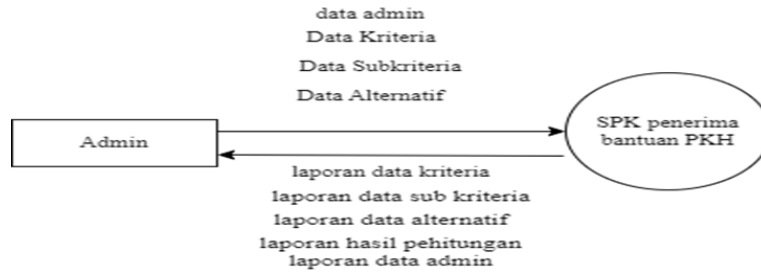 data admin
Data Kriteria
Data Subkriteria
Data Alternatif
Admin
SPK penerima
bantuan PKH
laporan data kriteria
laporan data sub kriteria
laporan data alternatif
laporan hasil pehitungan
laporan data admin